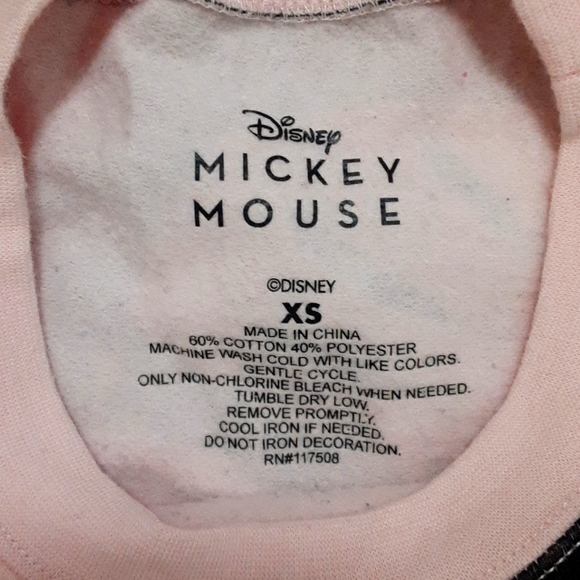 Disney
MICKEY
MOUSE
©DISNEY
XS
MADE IN CHINA
60% COTTON 40% POLYESTER
MACHINE WASH COLD WITH LIKE COLORS.
GENTLE CYCLE.
ONLY NON-CHLORINE BLEACH WHEN NEEDED.
TUMBLE DRY LOW.
REMOVE PROMPTLY.
COOL IRON IF NEEDED.
DO NOT IRON DECORATION.
RN#117508